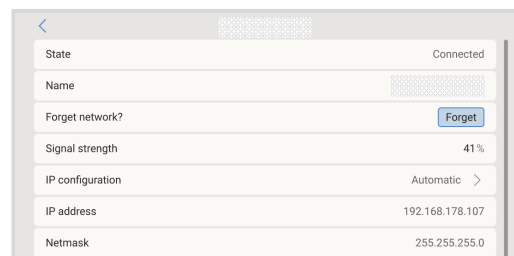 State Connected
Name
Forget network? Forget
Signal strength 41%
IP configuration Automatic
IP address 192.168.178.107
Netmask 255.255.255.0